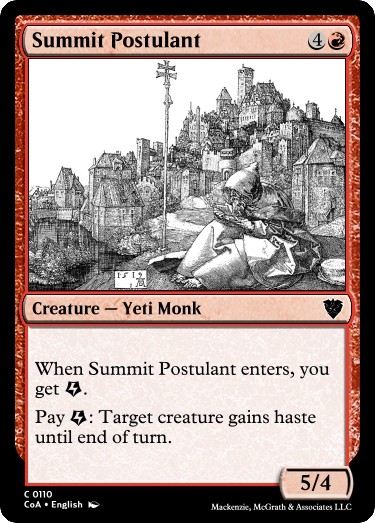 Summit Postulant 4
1519
Creature — Yeti Monk
When Summit Postulant enters, you
get .
Pay : Target creature gains haste
until end of turn.
5/4
C 0110
CoA • English
Mackenzie, McGrath & Associates LLC